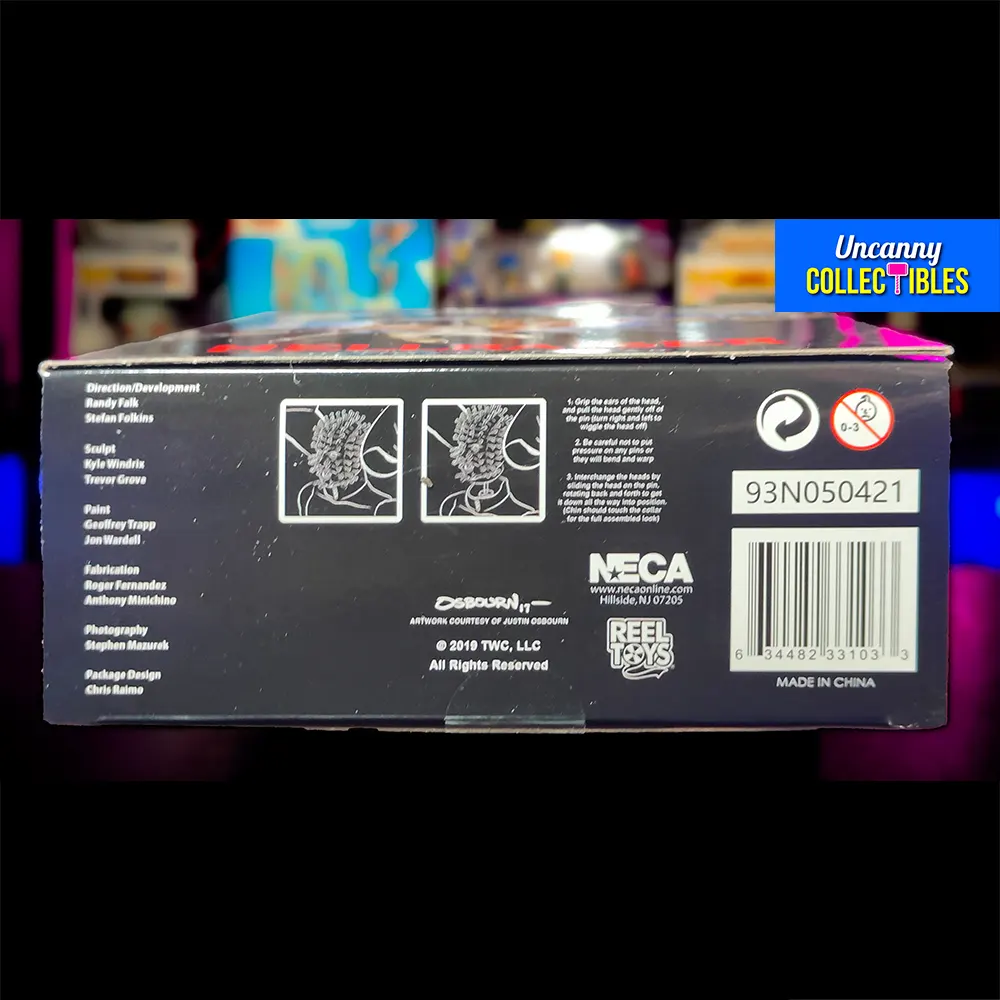 Uncanny
COLLECTIBLES
Direction/Development
Randy Falk
Stefan Folkins
Sculpt
Kyle Windrix
Trevor Grove
Paint
Geoffrey Trapp
Jon Wardell
Fabrication
Roger Fernandez
Anthony Minichino
Photography
Stephen Mazurek
Package Design
Chris Raimo
1. Grip the ears of the head,
and pull the head gently off of
the pin (turn right and left to
wiggle the head off)
2. Be careful not to put
pressure on any pins or
they will bend and warp
3. Interchange the heads by
sliding the head on the pin,
rotating back and forth to get
it down all the way into position.
(Chin should touch the collar
for the full assembled look)
OSBOURN 17
ARTWORK COURTESY OF JUSTIN OSBOURN
© 2019 TWC, LLC
All Rights Reserved
NECA
www.necaonline.com
Hillside, NJ 07205
REEL
TOYS
0-3
93N050421
6 34482 33103 3
MADE IN CHINA